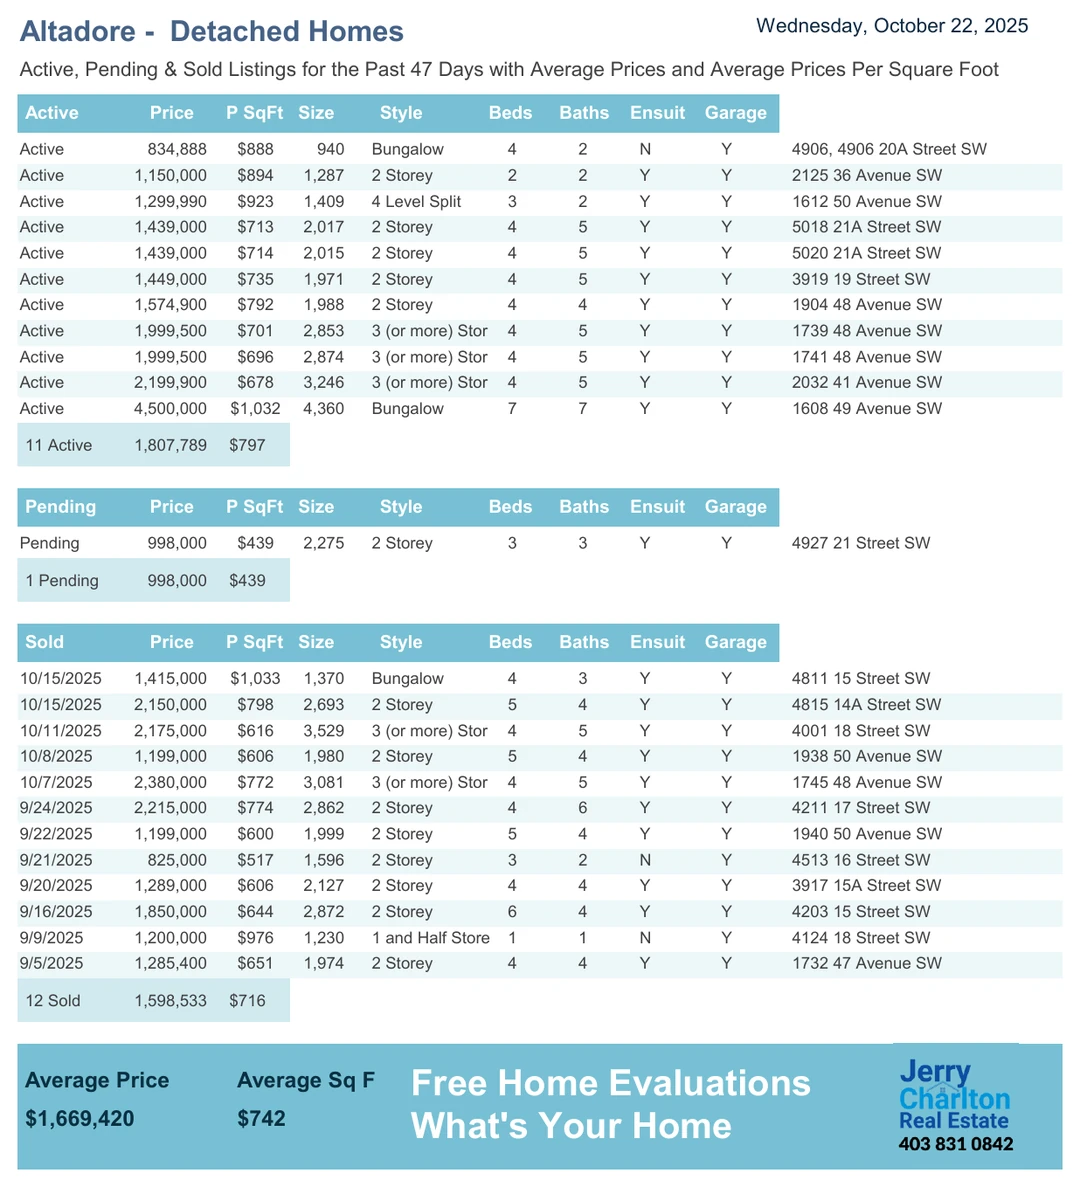 Altadore -  Detached Homes
Wednesday, October 22, 2025
Active, Pending & Sold Listings for the Past 47 Days with Average Prices and Average Prices Per Square Foot
Active Price P SqFt Size Style Beds Baths Ensuit Garage
Active 834,888 $888 940 Bungalow 4 2 N Y 4906, 4906 20A Street SW
Active 1,150,000 $894 1,287 2 Storey 2 2 Y Y 2125 36 Avenue SW
Active 1,299,990 $923 1,409 4 Level Split 3 2 Y Y 1612 50 Avenue SW
Active 1,439,000 $713 2,017 2 Storey 4 5 Y Y 5018 21A Street SW
Active 1,439,000 $714 2,015 2 Storey 4 5 Y Y 5020 21A Street SW
Active 1,449,000 $735 1,971 2 Storey 4 5 Y Y 3919 19 Street SW
Active 1,574,900 $792 1,988 2 Storey 4 4 Y Y 1904 48 Avenue SW
Active 1,999,500 $701 2,853 3 (or more) Stor 4 5 Y Y 1739 48 Avenue SW
Active 1,999,500 $696 2,874 3 (or more) Stor 4 5 Y Y 1741 48 Avenue SW
Active 2,199,900 $678 3,246 3 (or more) Stor 4 5 Y Y 2032 41 Avenue SW
Active 4,500,000 $1,032 4,360 Bungalow 7 7 Y Y 1608 49 Avenue SW
11 Active 1,807,789 $797
Pending Price P SqFt Size Style Beds Baths Ensuit Garage
Pending 998,000 $439 2,275 2 Storey 3 3 Y Y 4927 21 Street SW
1 Pending 998,000 $439
Sold Price P SqFt Size Style Beds Baths Ensuit Garage
10/15/2025 1,415,000 $1,033 1,370 Bungalow 4 3 Y Y 4811 15 Street SW
10/15/2025 2,150,000 $798 2,693 2 Storey 5 4 Y Y 4815 14A Street SW
10/11/2025 2,175,000 $616 3,529 3 (or more) Stor 4 5 Y Y 4001 18 Street SW
10/8/2025 1,199,000 $606 1,980 2 Storey 5 4 Y Y 1938 50 Avenue SW
10/7/2025 2,380,000 $772 3,081 3 (or more) Stor 4 5 Y Y 1745 48 Avenue SW
9/24/2025 2,215,000 $774 2,862 2 Storey 4 6 Y Y 4211 17 Street SW
9/22/2025 1,199,000 $600 1,999 2 Storey 5 4 Y Y 1940 50 Avenue SW
9/21/2025 825,000 $517 1,596 2 Storey 3 2 N Y 4513 16 Street SW
9/20/2025 1,289,000 $606 2,127 2 Storey 4 4 Y Y 3917 15A Street SW
9/16/2025 1,850,000 $644 2,872 2 Storey 6 4 Y Y 4203 15 Street SW
9/9/2025 1,200,000 $976 1,230 1 and Half Store 1 1 N Y 4124 18 Street SW
9/5/2025 1,285,400 $651 1,974 2 Storey 4 4 Y Y 1732 47 Avenue SW
12 Sold 1,598,533 $716
Average Price Average Sq F
$1,669,420 $742
Free Home Evaluations
What's Your Home
Jerry
Charlton
Real Estate
403 831 0842